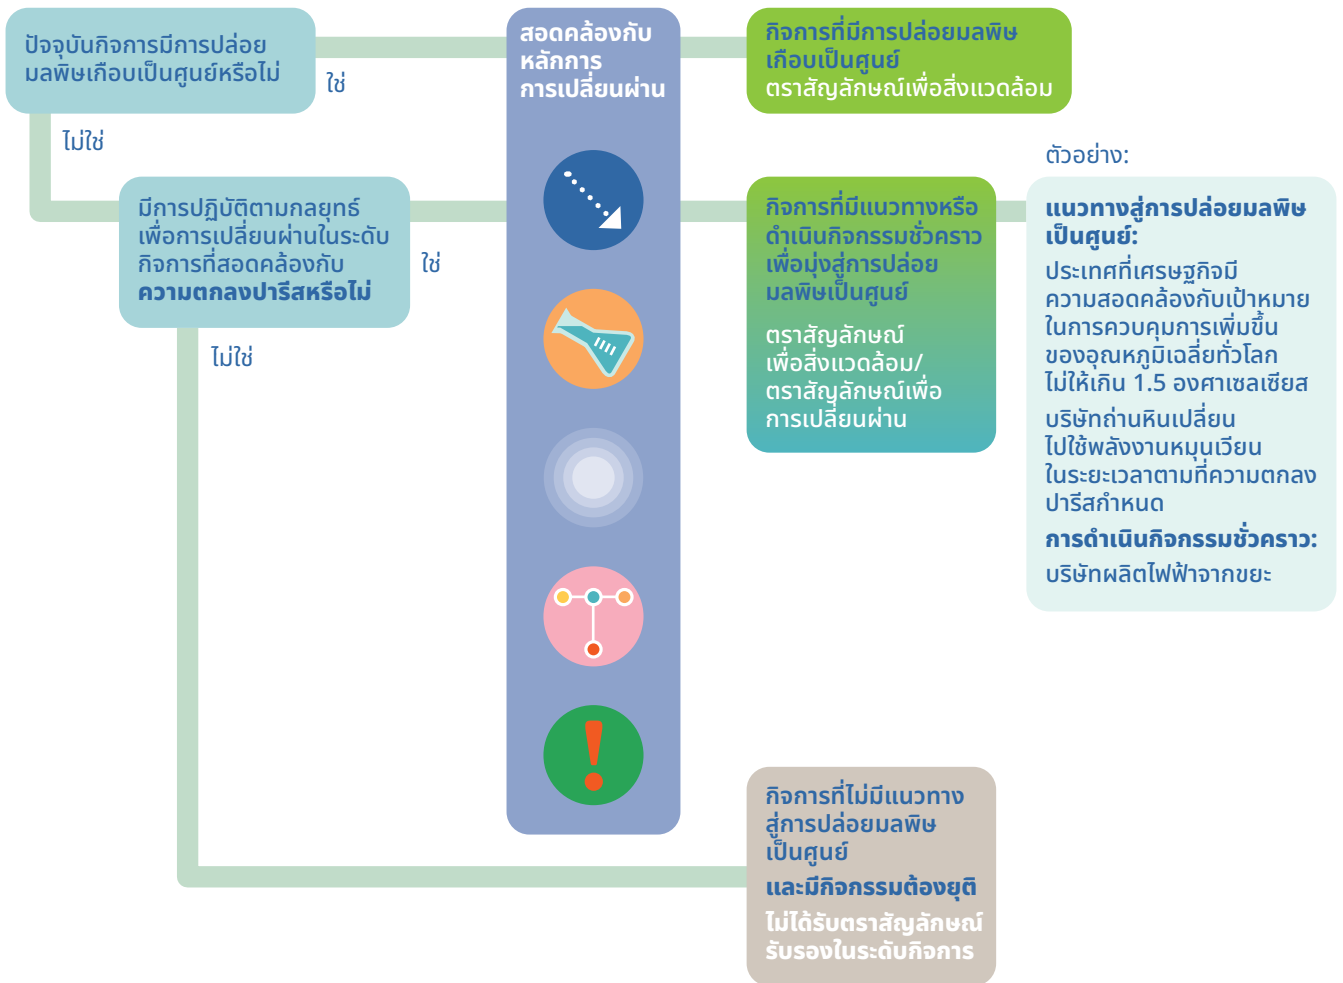 ปัจจุบันกิจการมีการปล่อย
มลพิษเกือบเป็นศูนย์หรือไม่
ใช่
ไม่ใช่
สอดคล้องกับ
หลักการ
การเปลี่ยนผ่าน
กิจการที่มีการปล่อยมลพิษ
เกือบเป็นศูนย์
ตราสัญลักษณ์เพื่อสิ่งแวดล้อม
มีการปฏิบัติตามกลยุทธ์
เพื่อการเปลี่ยนผ่านในระดับ
กิจการที่สอดคล้องกับ
ความตกลงปารีสหรือไม่
ใช่
ไม่ใช่
กิจการที่มีแนวทางหรือ
ดำเนินกิจกรรมชั่วคราว
เพื่อมุ่งสู่การปล่อย
มลพิษเป็นศูนย์
ตราสัญลักษณ์
เพื่อสิ่งแวดล้อม/
ตราสัญลักษณ์เพื่อ
การเปลี่ยนผ่าน
ตัวอย่าง:
แนวทางสู่การปล่อยมลพิษ
เป็นศูนย์:
ประเทศที่เศรษฐกิจมี
ความสอดคล้องกับเป้าหมาย
ในการควบคุมการเพิ่มขึ้น
ของอุณหภูมิเฉลี่ยทั่วโลก
ไม่ให้เกิน 1.5 องศาเซลเซียส
บริษัทถ่านหินเปลี่ยน
ไปใช้พลังงานหมุนเวียน
ในระยะเวลาตามที่ความตกลง
ปารีสกำหนด
การดำเนินกิจกรรมชั่วคราว:
บริษัทผลิตไฟฟ้าจากขยะ
กิจการที่ไม่มีแนวทาง
สู่การปล่อยมลพิษ
เป็นศูนย์
และมีกิจกรรมต้องยุติ
ไม่ได้รับตราสัญลักษณ์
รับรองในระดับกิจการ